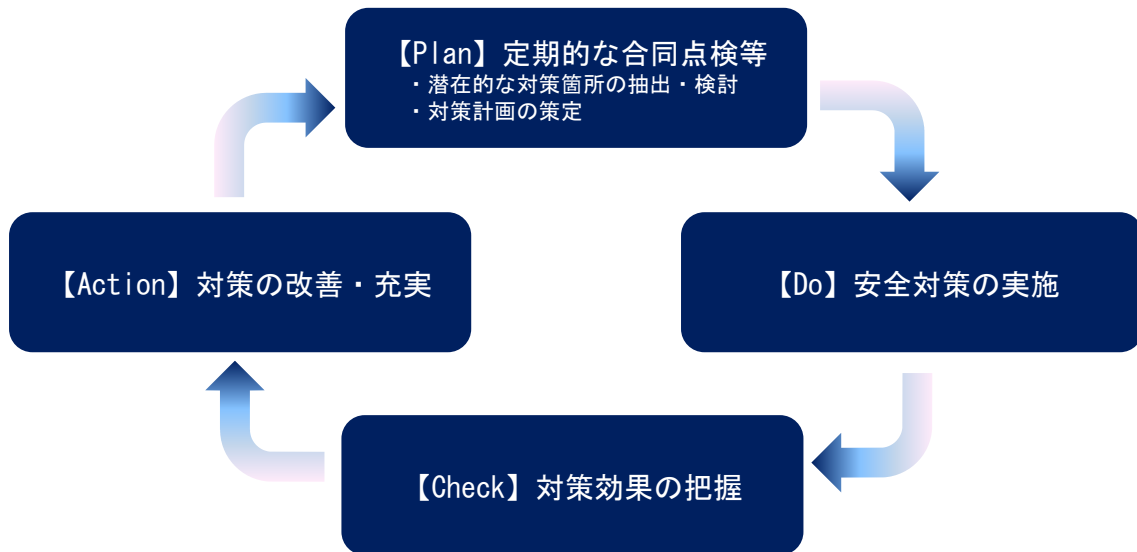 【Plan】定期的な合同点検等
・潜在的な対策箇所の抽出・検討
・対策計画の策定
【Action】対策の改善・充実
【Do】安全対策の実施
【Check】対策効果の把握